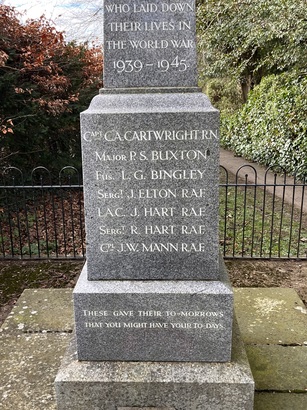 WHO LAID DOWN
THEIR LIVES IN
THE WORLD WAR
1939-1945.
CAPT C.A. CARTWRIGHT R.N.
MAJOR P. S. BUXTON
FUS. L. G. BINGLEY
SERGT. J. ELTON R.A.F.
L.A.C. J. HART R.A.F.
SERGT. R. HART R.A.F.
CPL J.W. MANN R.A.F.
THESE GAVE THEIR TO-MORROWS
THAT YOU MIGHT HAVE YOUR TO-DAYS